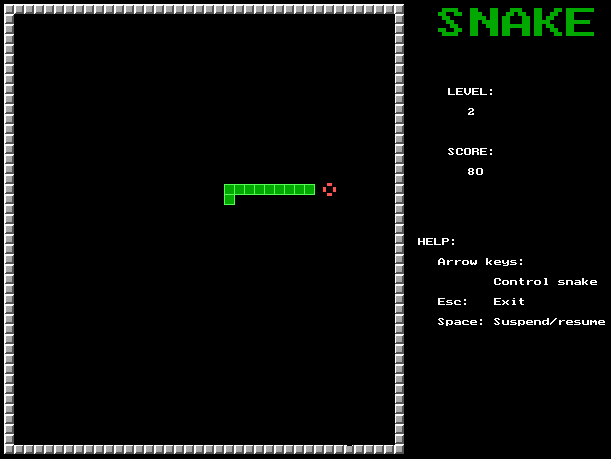 SNAKE
LEVEL:
2
SCORE:
80
HELP:
Arrow keys:
Control snake
Esc: Exit
Space: Suspend/resume